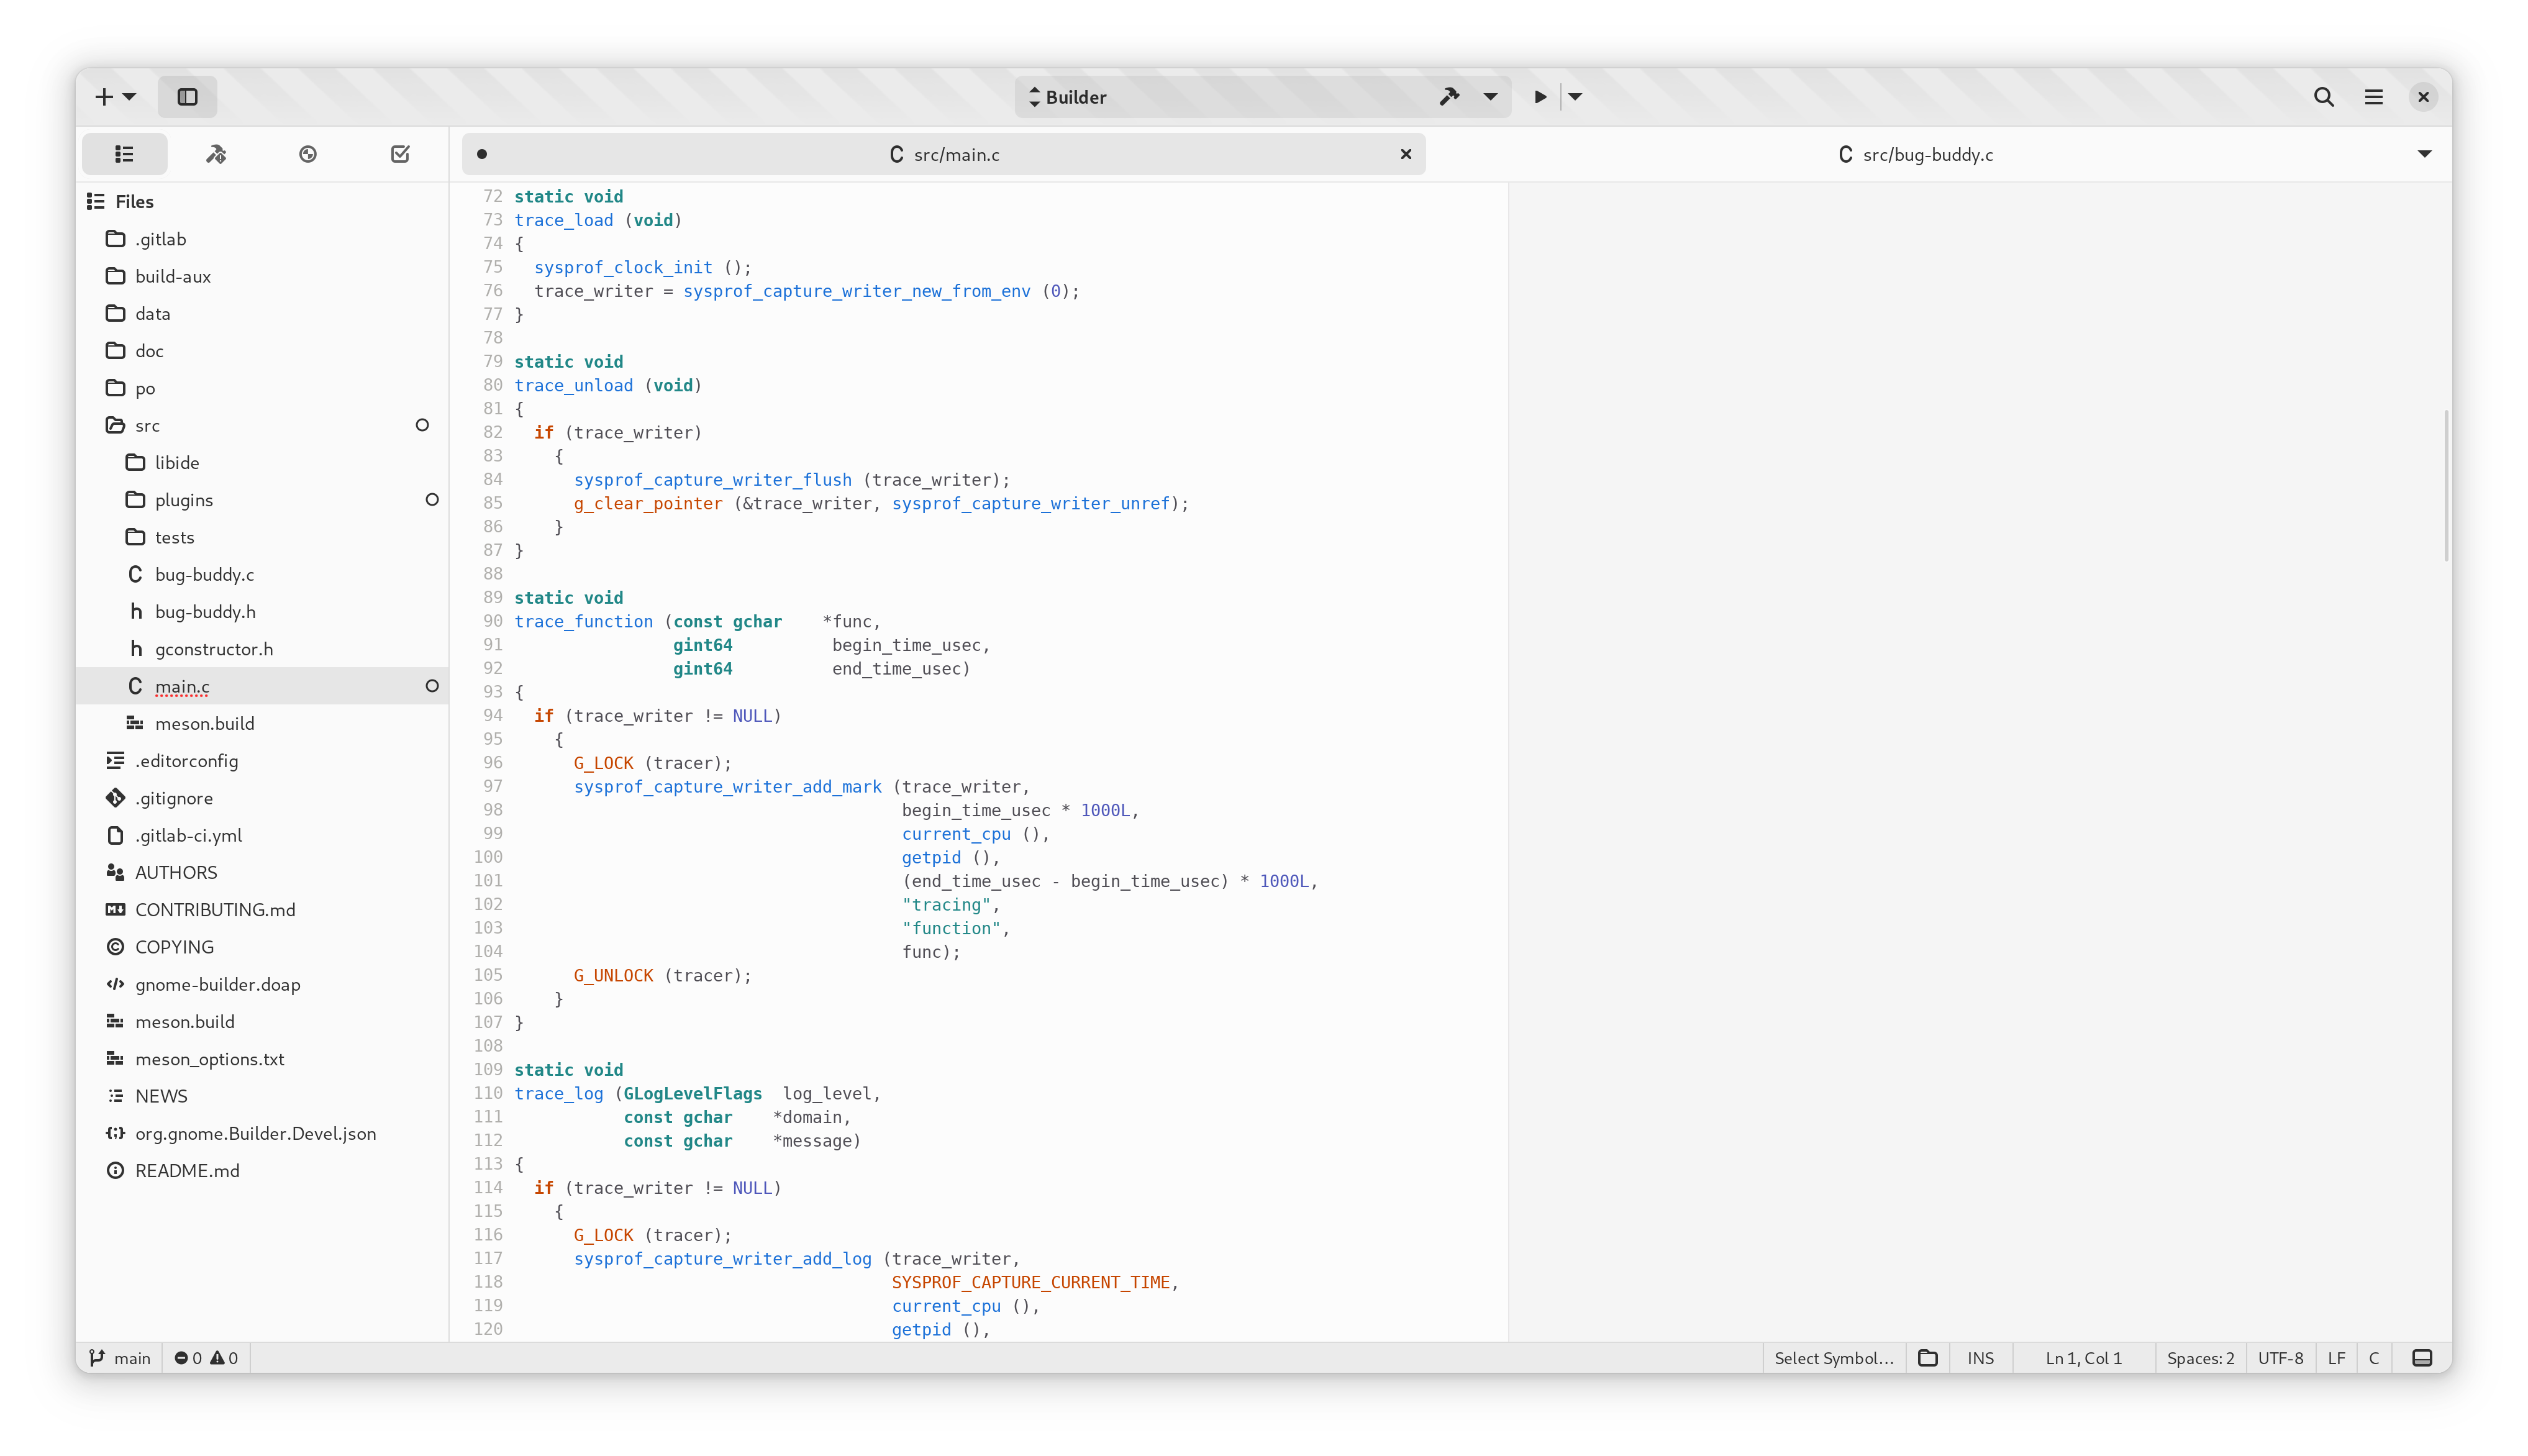 Builder
src/main.c
src/bug-buddy.c
Files
.gitlab
build-aux
data
doc
po
src
libide
plugins
tests
C bug-buddy.c
h bug-buddy.h
h gconstructor.h
C main.c
meson.build
.editorconfig
.gitignore
.gitlab-ci.yml
AUTHORS
CONTRIBUTING.md
COPYING
gnome-builder.doap
meson.build
meson_options.txt
NEWS
org.gnome.Builder.Devel.json
README.md
72 static void
73 trace_load (void)
74 {
75   sysprof_clock_init ();
76   trace_writer = sysprof_capture_writer_new_from_env (0);
77 }
78
79 static void
80 trace_unload (void)
81 {
82   if (trace_writer)
83     {
84       sysprof_capture_writer_flush (trace_writer);
85       g_clear_pointer (&trace_writer, sysprof_capture_writer_unref);
86     }
87 }
88
89 static void
90 trace_function (const gchar    *func,
91                 gint64          begin_time_usec,
92                 gint64          end_time_usec)
93 {
94   if (trace_writer != NULL)
95     {
96       G_LOCK (tracer);
97       sysprof_capture_writer_add_mark (trace_writer,
98                                        begin_time_usec * 1000L,
99                                        current_cpu (),
100                                       getpid (),
101                                       (end_time_usec - begin_time_usec) * 1000L,
102                                       "tracing",
103                                       "function",
104                                       func);
105      G_UNLOCK (tracer);
106    }
107 }
108
109 static void
110 trace_log (GLogLevelFlags  log_level,
111            const gchar    *domain,
112            const gchar    *message)
113 {
114   if (trace_writer != NULL)
115     {
116       G_LOCK (tracer);
117       sysprof_capture_writer_add_log (trace_writer,
118                                       SYSPROF_CAPTURE_CURRENT_TIME,
119                                       current_cpu (),
120                                       getpid (),
main 0 0 Select Symbol… INS Ln 1, Col 1 Spaces: 2 UTF-8 LF C